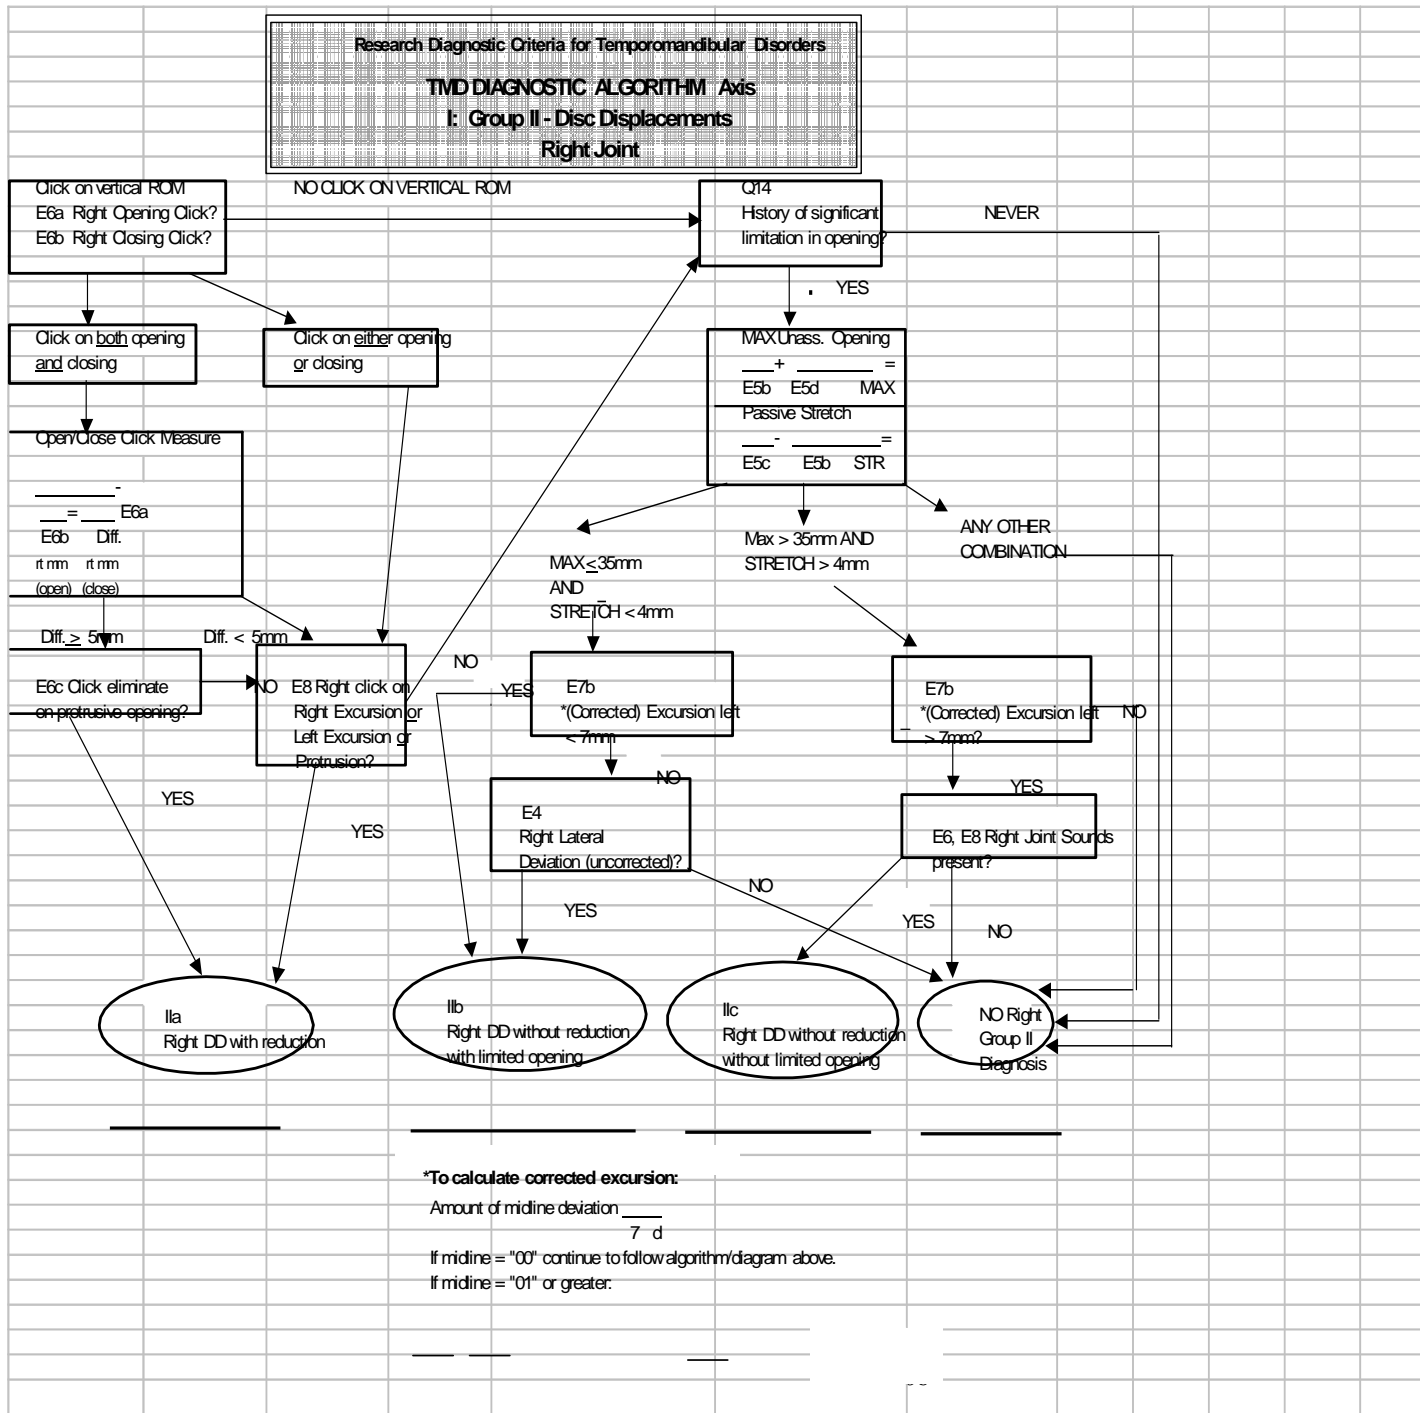 Research Diagnostic Criteria for Temporomandibular Disorders
TMD DIAGNOSTIC ALGORITHM Axis
I: Group II - Disc Displacements
Right Joint
Click on vertical ROM
E6a Right Opening Click?
E6b Right Closing Click?
NO CLICK ON VERTICAL ROM
Q14
History of significant
limitation in opening?
NEVER
. YES
Click on both opening
and closing
Click on either opening
or closing
MAX Unass. Opening
___+ ________ =
E5b E5d MAX
Passive Stretch
___- _________=
E5c E5b STR
Open/Close Click Measure
________-
___= ____ E6a
E6b Diff.
rt mm rt mm
(open) (close)
MAX ≤35mm
AND
STRETCH < 4mm
Max > 35mm AND
STRETCH > 4mm
ANY OTHER
COMBINATION
Diff. ≥ 5mm
Diff. < 5mm
E6c Click eliminate
on protrusive opening?
NO
E8 Right click on
Right Excursion or
Left Excursion or
Protrusion?
NO
YES
E7b
*(Corrected) Excursion left
< 7mm
E7b
*(Corrected) Excursion left
> 7mm?
NO
YES
YES
NO
E4
Right Lateral
Deviation (uncorrected)?
YES
E6, E8 Right Joint Sounds
present?
NO
YES
YES
NO
IIa
Right DD with reduction
IIb
Right DD without reduction
with limited opening
IIc
Right DD without reduction
without limited opening
NO Right
Group II
Diagnosis
*To calculate corrected excursion:
Amount of midline deviation ____
7 d
If midline = "00" continue to follow algorithm/diagram above.
If midline = "01" or greater: